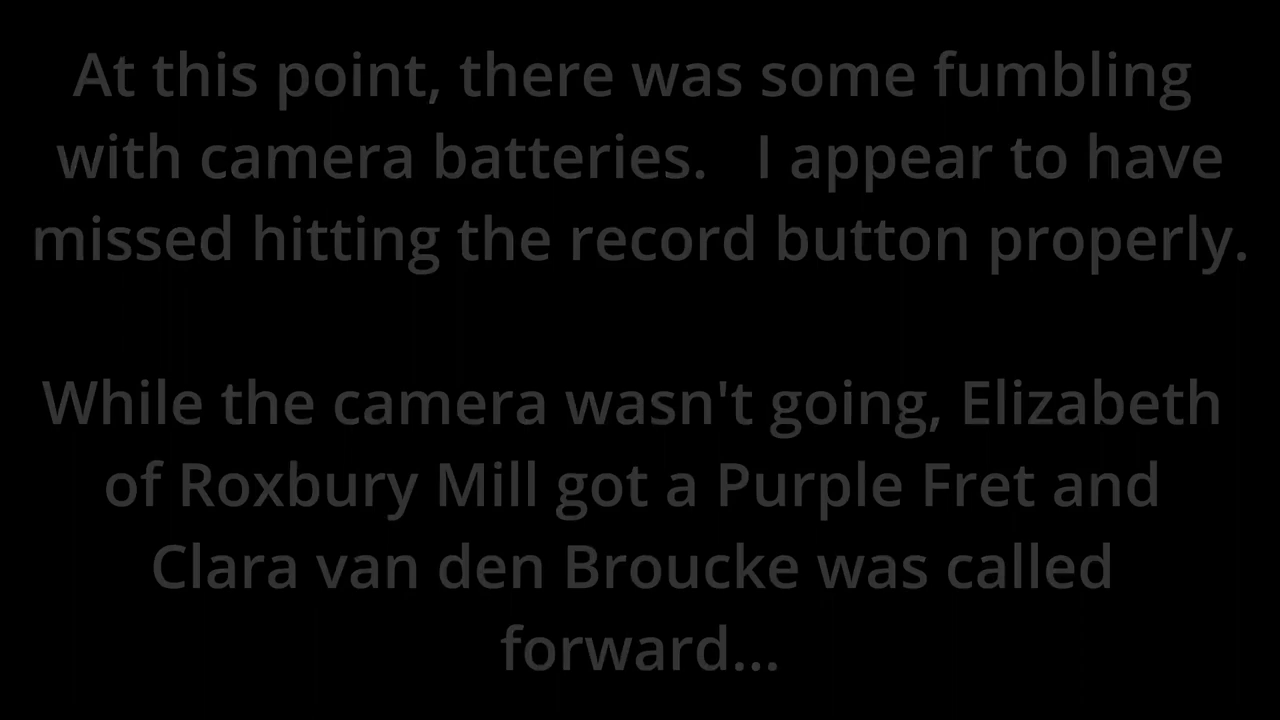 At this point, there was some fumbling
with camera batteries.   I appear to have
missed hitting the record button properly.
While the camera wasn't going, Elizabeth
of Roxbury Mill got a Purple Fret and
Clara van den Broucke was called
forward...